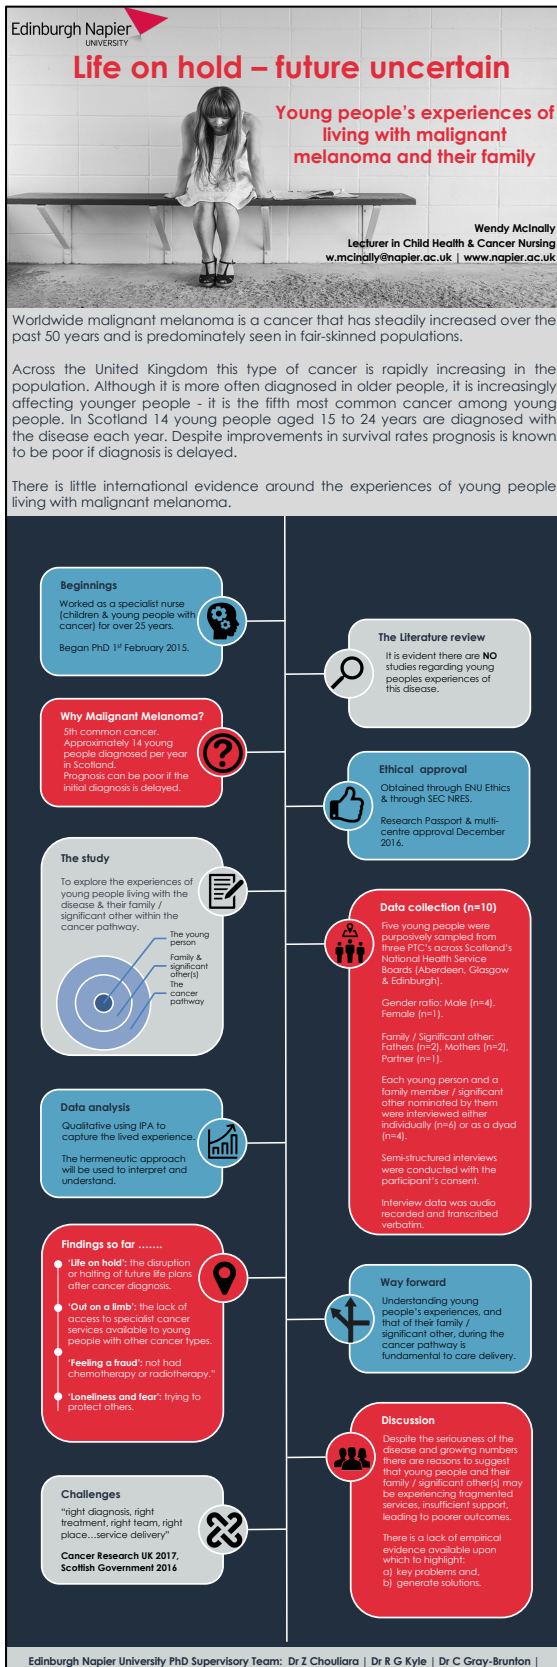 Edinburgh Napier
UNIVERSITY
Life on hold – future uncertain
Young people's experiences of
living with malignant
melanoma and their family
Wendy McInally
Lecturer in Child Health & Cancer Nursing
w.mcinally@napier.ac.uk | www.napier.ac.uk
Worldwide malignant melanoma is a cancer that has steadily increased over the
past 50 years and is predominately seen in fair-skinned populations.
Across the United Kingdom this type of cancer is rapidly increasing in the
population. Although it is more often diagnosed in older people, it is increasingly
affecting younger people - it is the fifth most common cancer among young
people. In Scotland 14 young people aged 15 to 24 years are diagnosed with
the disease each year. Despite improvements in survival rates prognosis is known
to be poor if diagnosis is delayed.
There is little international evidence around the experiences of young people
living with malignant melanoma.
Beginnings
Worked as a specialist nurse
(children & young people with
cancer) for over 25 years.
Began PhD 1st February 2015.
The Literature review
It is evident there are NO
studies regarding young
peoples experiences of
this disease.
Why Malignant Melanoma?
5th common cancer.
Approximately 14 young
people diagnosed per year
in Scotland.
Prognosis can be poor if the
initial diagnosis is delayed.
Ethical approval
Obtained through ENU Ethics
& through SEC NRES.
Research Passport & multi-
centre approval December
2016.
The study
To explore the experiences of
young people living with the
disease & their family /
significant other within the
cancer pathway.
The young
person
Family &
significant
other(s)
The
cancer
pathway
Data collection (n=10)
Five young people were
purposively sampled from
three PTC's across Scotland's
National Health Service
Boards (Aberdeen, Glasgow
& Edinburgh).
Gender ratio: Male (n=4).
Female (n=1).
Family / Significant other:
Fathers (n=2), Mothers (n=2),
Partner (n=1).
Each young person and a
family member / significant
other nominated by them
were interviewed either
individually (n=6) or as a dyad
(n=4).
Semi-structured interviews
were conducted with the
participant's consent.
Interview data was audio
recorded and transcribed
verbatim.
Data analysis
Qualitative using IPA to
capture the lived experience.
The hermeneutic approach
will be used to interpret and
understand.
Findings so far .......
'Life on hold': the disruption
or halting of future life plans
after cancer diagnosis.
'Out on a limb': the lack of
access to specialist cancer
services available to young
people with other cancer types.
'Feeling a fraud': not had
chemotherapy or radiotherapy."
'Loneliness and fear': trying to
protect others.
Way forward
Understanding young
people's experiences, and
that of their family /
significant other, during the
cancer pathway is
fundamental to care delivery.
Discussion
Despite the seriousness of the
disease and growing numbers
there are reasons to suggest
that young people and their
family / significant other(s) may
be experiencing fragmented
services, insufficient support,
leading to poorer outcomes.
There is a lack of empirical
evidence available upon
which to highlight:
a) key problems and,
b) generate solutions.
Challenges
"right diagnosis, right
treatment, right team, right
place...service delivery"
Cancer Research UK 2017,
Scottish Government 2016
Edinburgh Napier University PhD Supervisory Team: Dr Z Chouliara | Dr R G Kyle | Dr C Gray-Brunton |